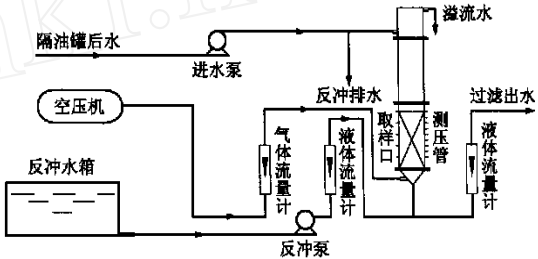 溢流水
隔油罐后水
进水泵
反冲排水
过滤出水
空压机
取样口
测压管
气体流量计
液体流量计
液体流量计
反冲水箱
反冲泵